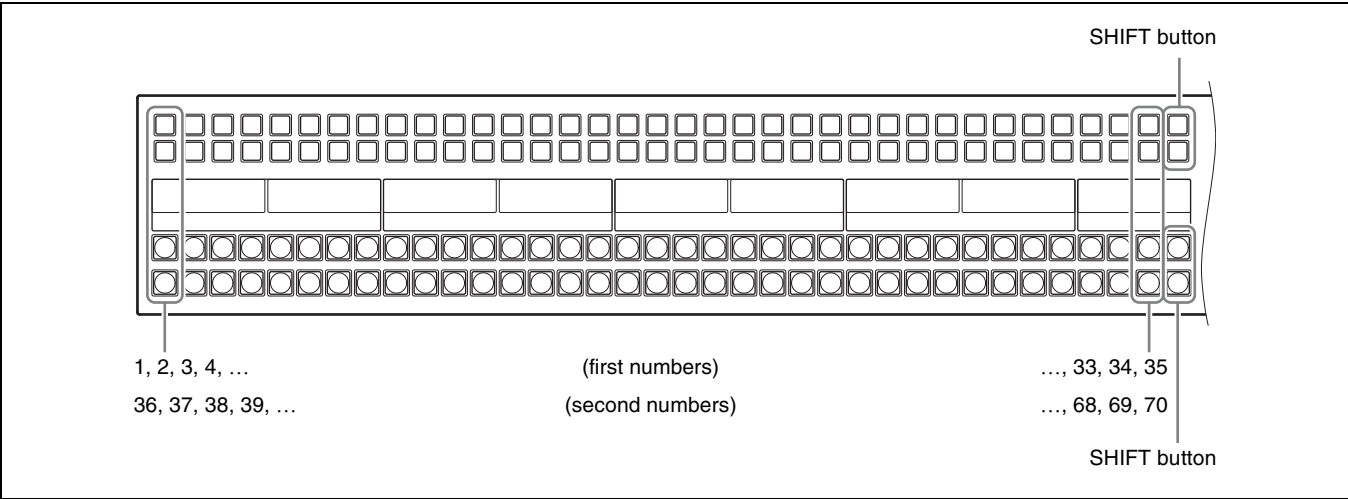 SHIFT button
1, 2, 3, 4, … (first numbers) …, 33, 34, 35
36, 37, 38, 39, … (second numbers) …, 68, 69, 70
SHIFT button